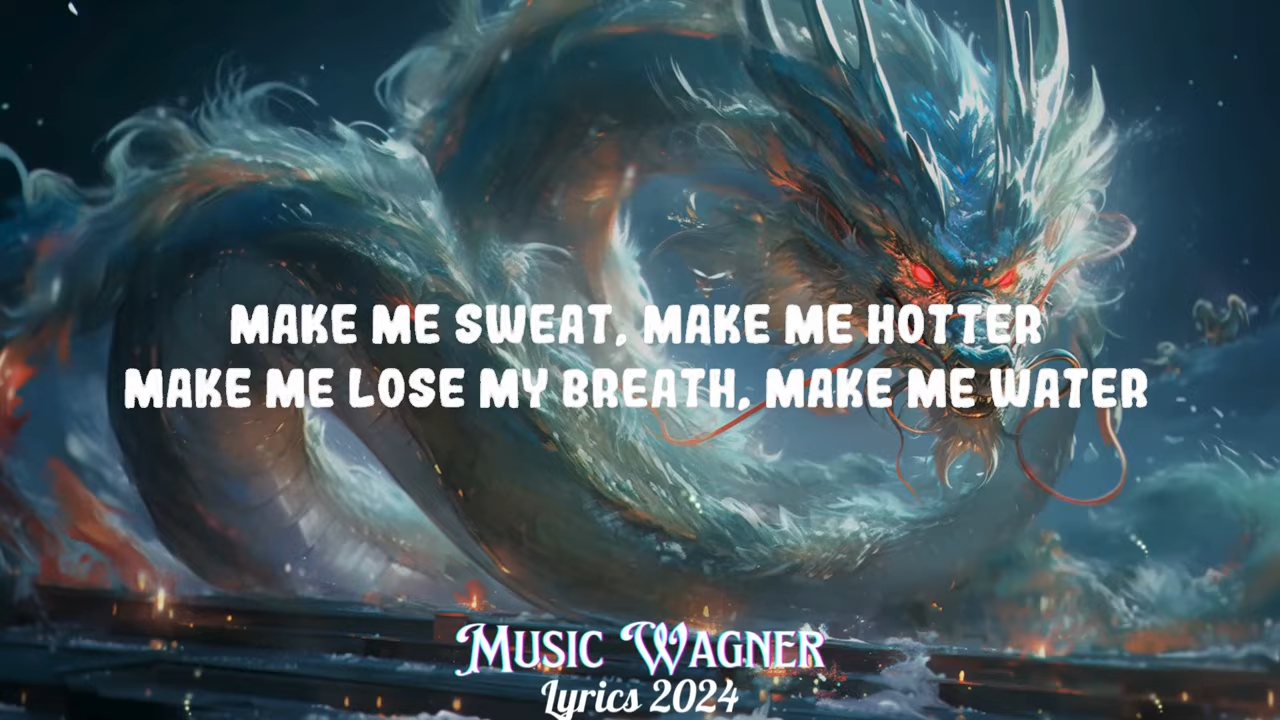 MAKE ME SWEAT, MAKE ME HOTTER
MAKE ME LOSE MY BREATH, MAKE ME WATER
MUSIC WAGNER
Lyrics 2024